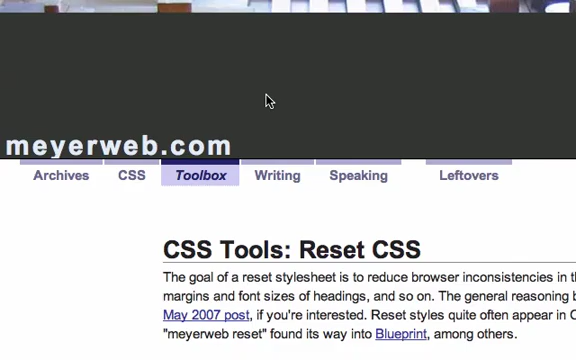 meyerweb.com
Archives CSS Toolbox Writing Speaking Leftovers
CSS Tools: Reset CSS
The goal of a reset stylesheet is to reduce browser inconsistencies in
margins and font sizes of headings, and so on. The general reasoning
May 2007 post, if you're interested. Reset styles quite often appear in
"meyerweb reset" found its way into Blueprint, among others.